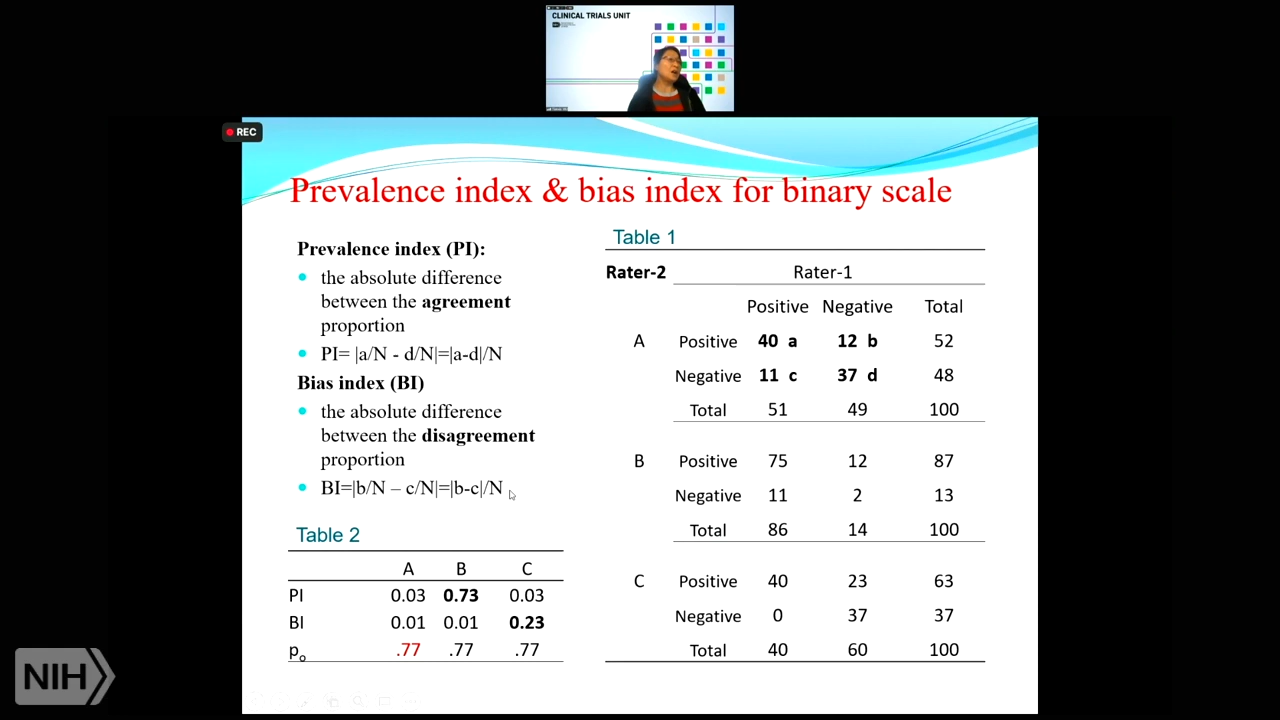 CLINICAL TRIALS UNIT
REC
Prevalence index & bias index for binary scale
Prevalence index (PI):
the absolute difference
between the agreement
proportion
PI= |a/N - d/N|=|a-d|/N
Bias index (BI)
the absolute difference
between the disagreement
proportion
BI=|b/N – c/N|=|b-c|/N
Table 2
A B C
PI 0.03 0.73 0.03
BI 0.01 0.01 0.23
po .77 .77 .77
Table 1
Rater-2 Rater-1
Positive Negative Total
A Positive 40 a 12 b 52
Negative 11 c 37 d 48
Total 51 49 100
B Positive 75 12 87
Negative 11 2 13
Total 86 14 100
C Positive 40 23 63
Negative 0 37 37
Total 40 60 100
NIH